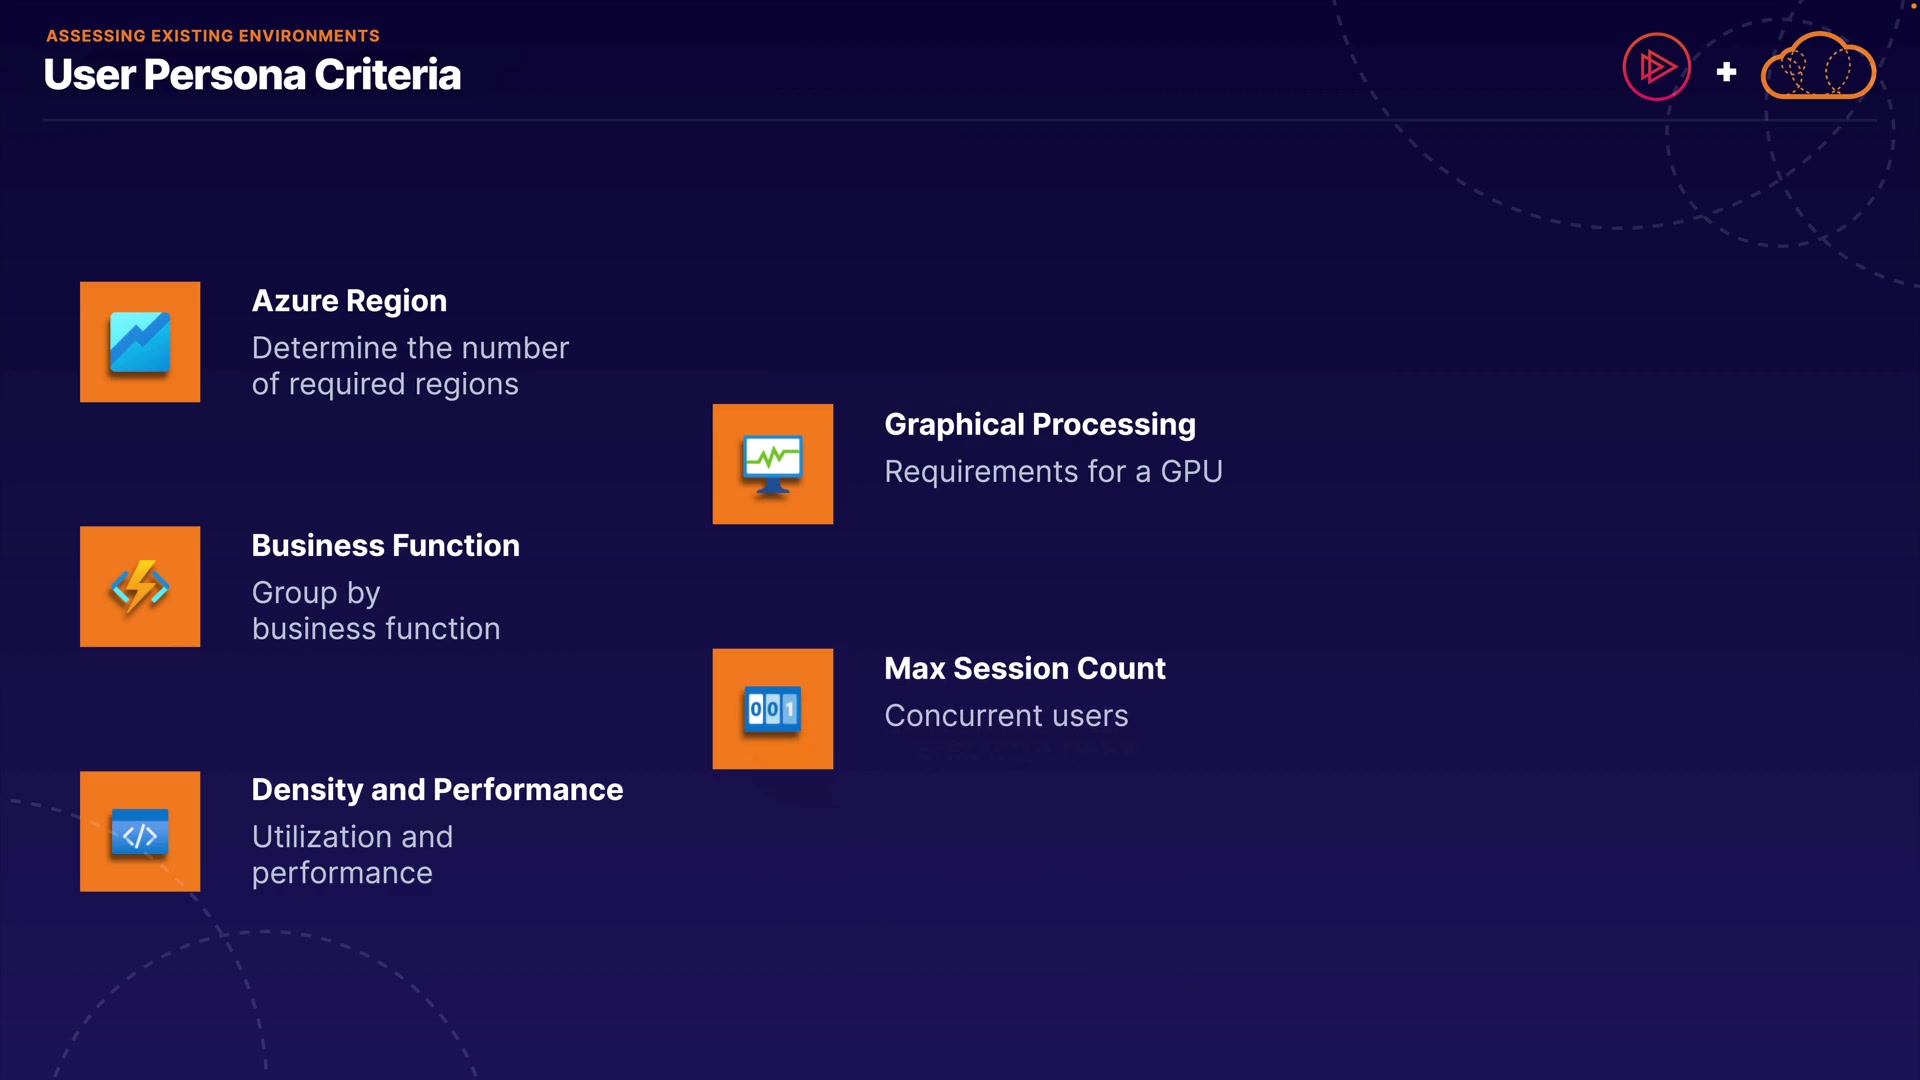 ASSESSING EXISTING ENVIRONMENTS
User Persona Criteria
Azure Region
Determine the number
of required regions
Business Function
Group by
business function
Density and Performance
Utilization and
performance
Graphical Processing
Requirements for a GPU
001
Max Session Count
Concurrent users